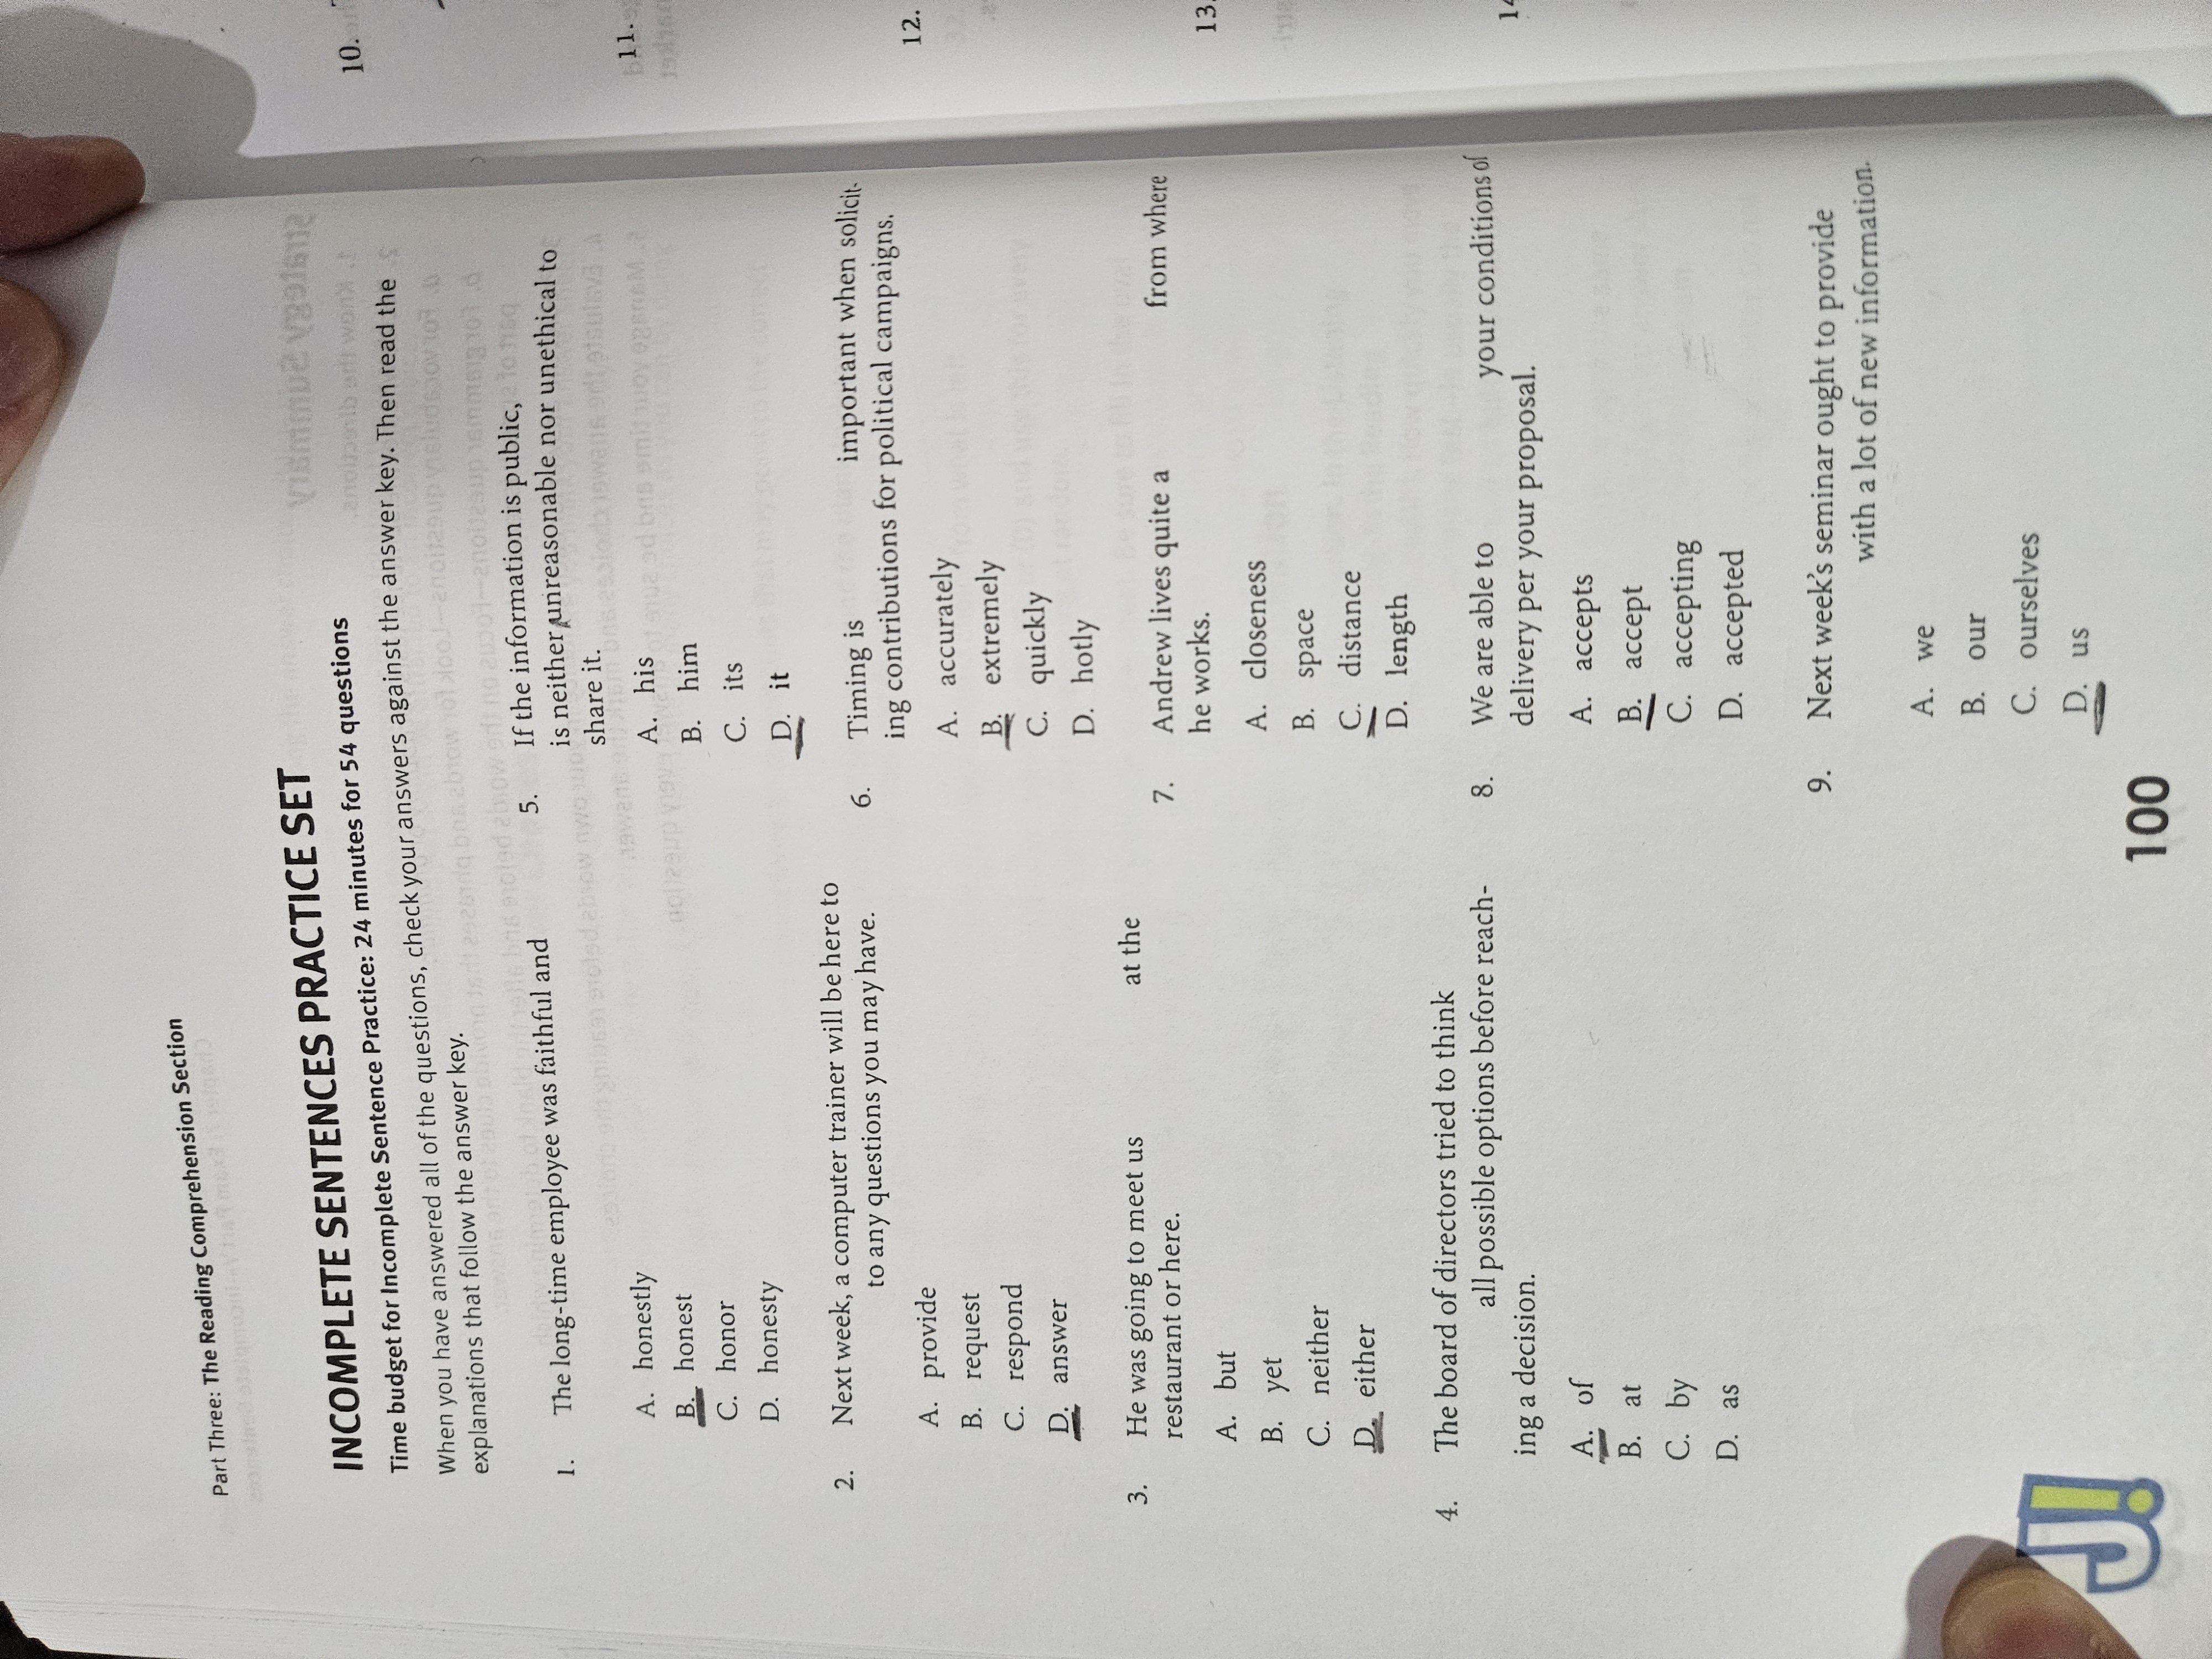 Part Three: The Reading Comprehension Section
INCOMPLETE SENTENCES PRACTICE SET
Time budget for Incomplete Sentence Practice: 24 minutes for 54 questions
When you have answered all of the questions, check your answers against the answer key. Then read the
explanations that follow the answer key.
1. The long-time employee was faithful and
A. honestly
B. honest
C. honor
D. honesty
2. Next week, a computer trainer will be here to
to any questions you may have.
A. provide
B. request
C. respond
D. answer
3. He was going to meet us at the
restaurant or here.
A. but
B. yet
C. neither
D. either
4. The board of directors tried to think
all possible options before reach-
ing a decision.
A. of
B. at
C. by
D. as
5. If the information is public,
is neither unreasonable nor unethical to
share it.
A. his
B. him
C. its
D. it
6. Timing is important when solicit-
ing contributions for political campaigns.
A. accurately
B. extremely
C. quickly
D. hotly
7. Andrew lives quite a from where
he works.
A. closeness
B. space
C. distance
D. length
8. We are able to your conditions of
delivery per your proposal.
A. accepts
B. accept
C. accepting
D. accepted
9. Next week's seminar ought to provide
with a lot of new information.
A. we
B. our
C. ourselves
D. us
J!
100
10.
11.
12.
13.
14